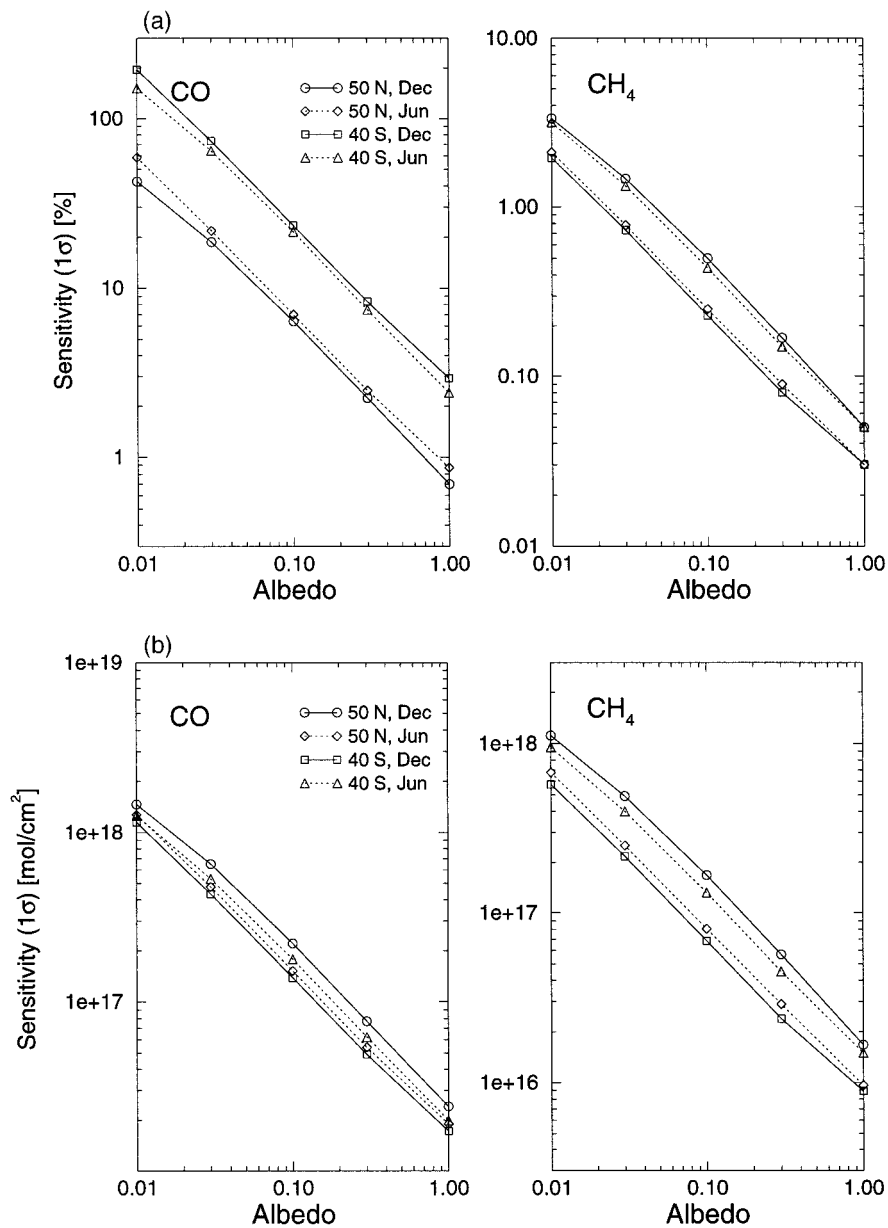 (a)
CO
50 N, Dec
50 N, Jun
40 S, Dec
40 S, Jun
100
10
1
Sensitivity (1σ) [%]
0.01 0.10 1.00
Albedo
CH4
10.00
1.00
0.10
0.01
0.01 0.10 1.00
Albedo
(b)
CO
50 N, Dec
50 N, Jun
40 S, Dec
40 S, Jun
1e+19
1e+18
1e+17
Sensitivity (1σ) [mol/cm²]
0.01 0.10 1.00
Albedo
CH4
1e+18
1e+17
1e+16
0.01 0.10 1.00
Albedo